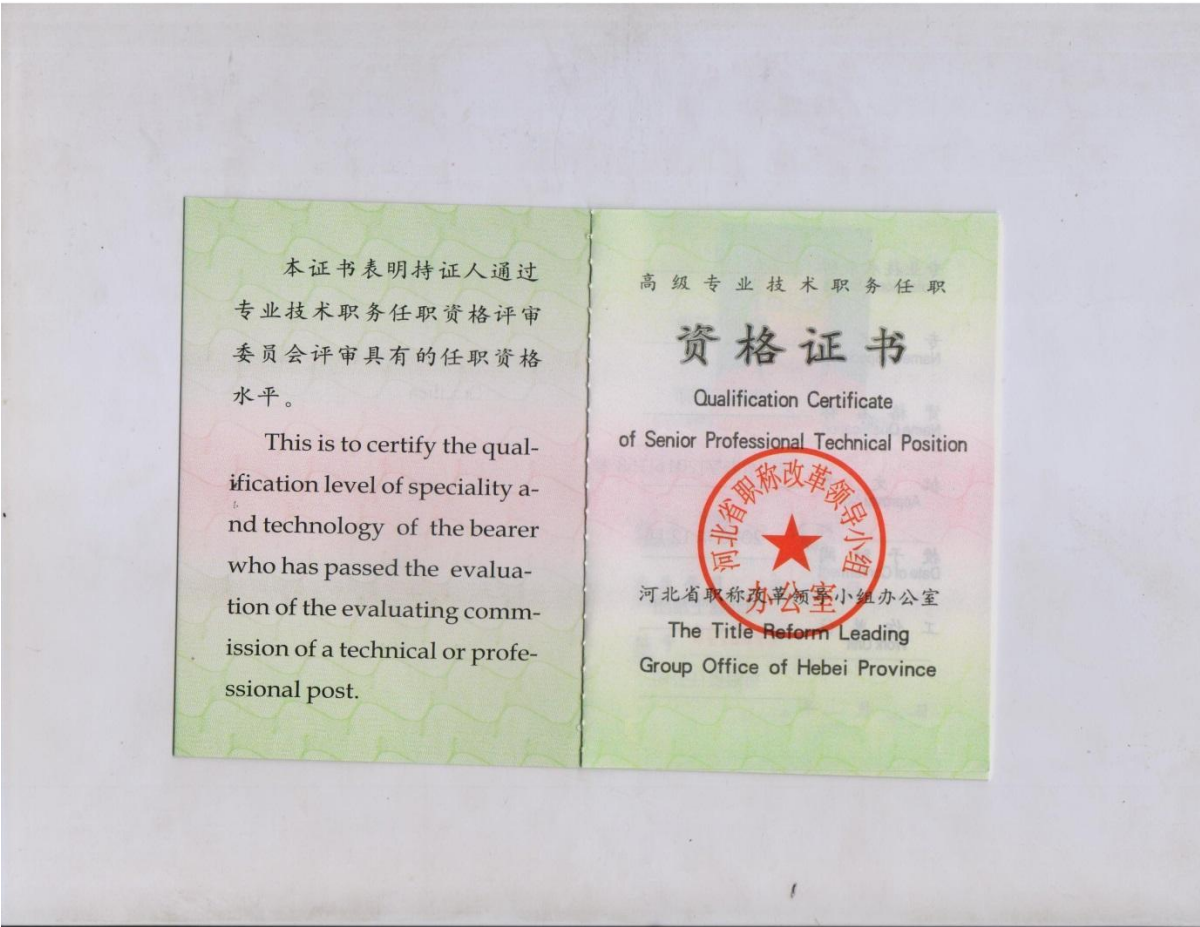 本证书表明持证人通过
专业技术职务任职资格评审
委员会评审具有的任职资格
水平。
This is to certify the qual-
ification level of speciality a-
nd technology of the bearer
who has passed the evalua-
tion of the evaluating comm-
ission of a technical or profe-
ssional post.
高级专业技术职务任职
资格证书
Qualification Certificate
of Senior Professional Technical Position
河北省职称改革领导小组
办公室
河北省职称改革领导小组办公室
The Title Reform Leading
Group Office of Hebei Province